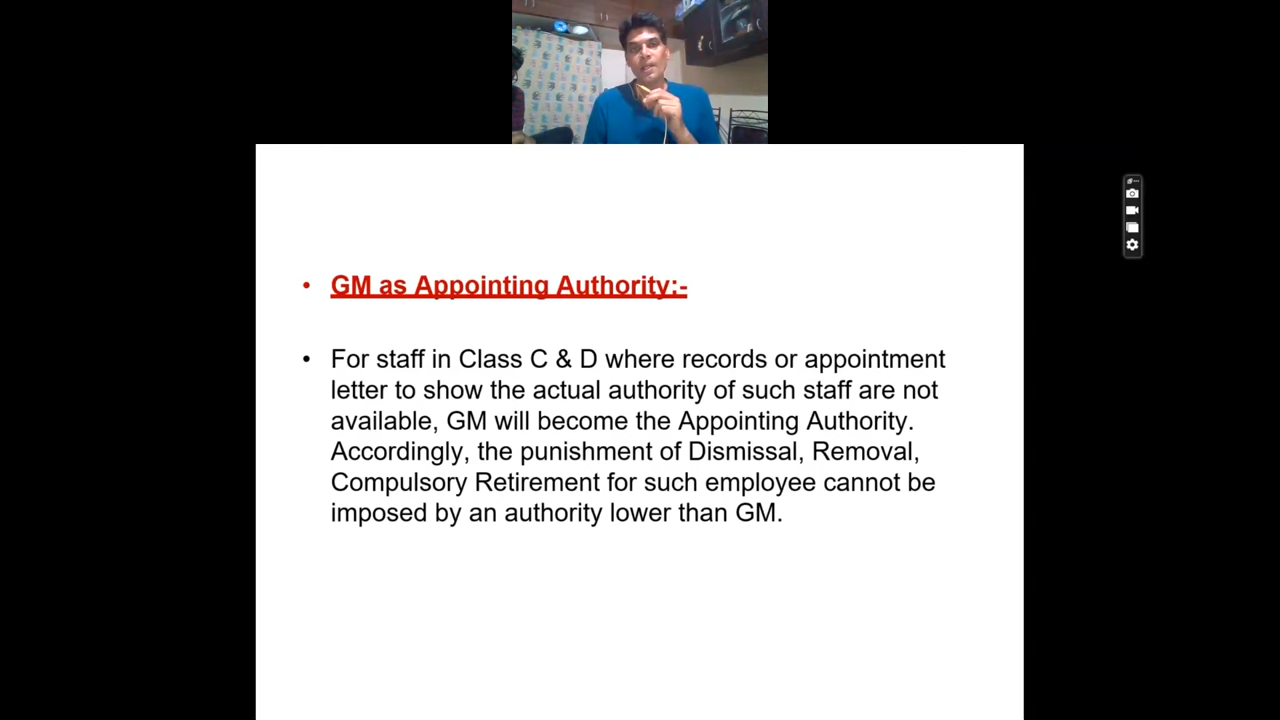 • GM as Appointing Authority:-
• For staff in Class C & D where records or appointment
letter to show the actual authority of such staff are not
available, GM will become the Appointing Authority.
Accordingly, the punishment of Dismissal, Removal,
Compulsory Retirement for such employee cannot be
imposed by an authority lower than GM.